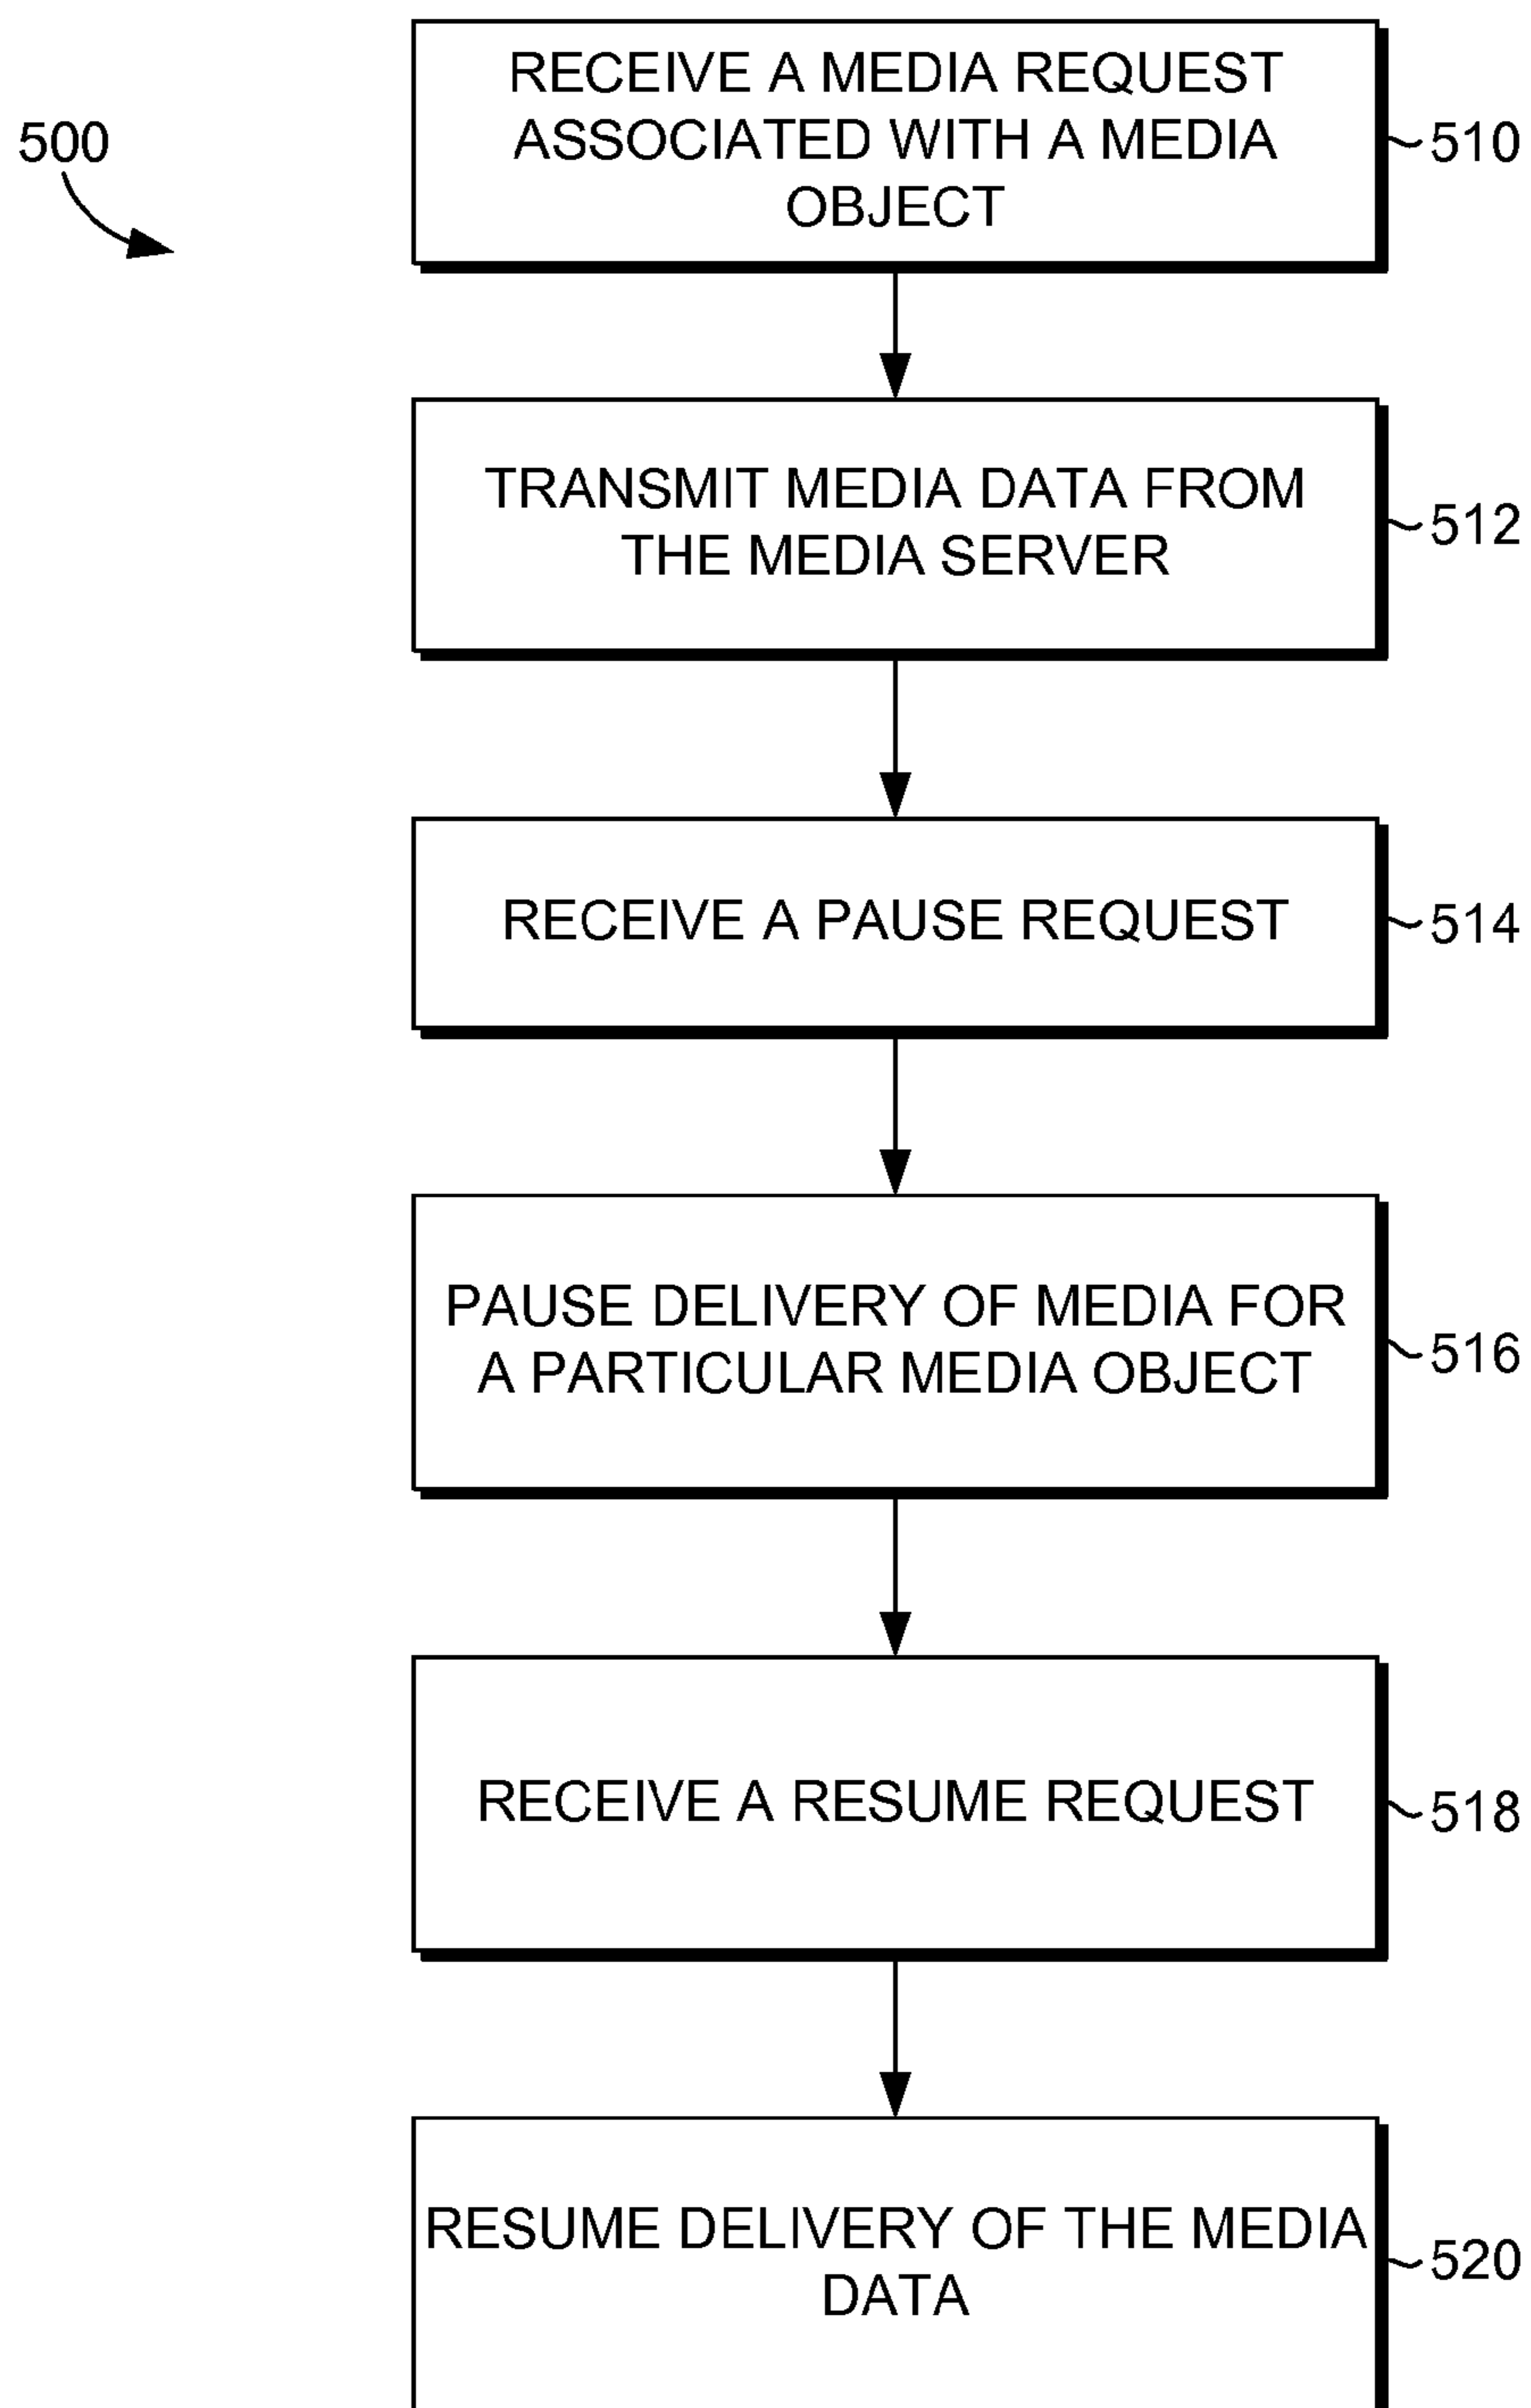 500
RECEIVE A MEDIA REQUEST
ASSOCIATED WITH A MEDIA
OBJECT
510
TRANSMIT MEDIA DATA FROM
THE MEDIA SERVER
512
RECEIVE A PAUSE REQUEST
514
PAUSE DELIVERY OF MEDIA FOR
A PARTICULAR MEDIA OBJECT
516
RECEIVE A RESUME REQUEST
518
RESUME DELIVERY OF THE MEDIA
DATA
520